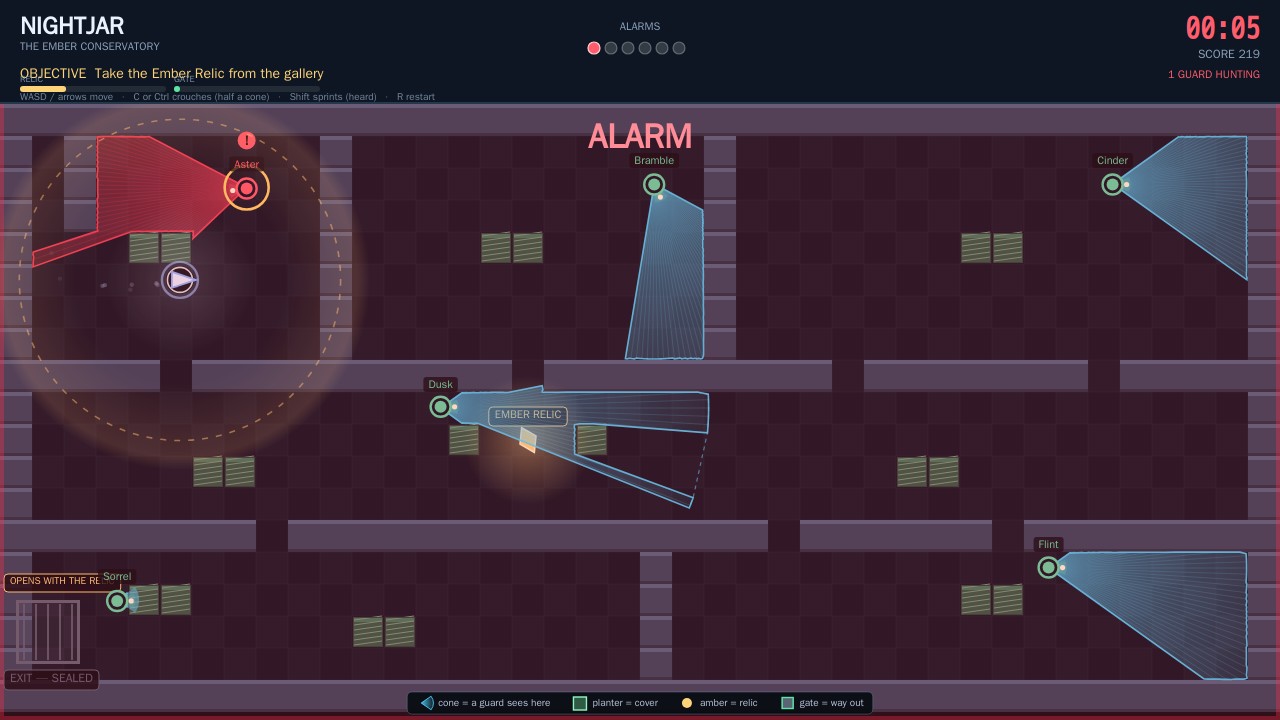 NIGHTJAR
THE EMBER CONSERVATORY
ALARMS
00:05
SCORE 219
OBJECTIVE Take the Ember Relic from the gallery
1 GUARD HUNTING
RELIC
GATE
WASD / arrows move · C or Ctrl crouches (half a cone) · Shift sprints (heard) · R restart
ALARM
!
Aster
Bramble
Cinder
Dusk
EMBER RELIC
Flint
OPENS WITH THE
Sorrel
EXIT — SEALED
cone = a guard sees here
planter = cover
amber = relic
gate = way out